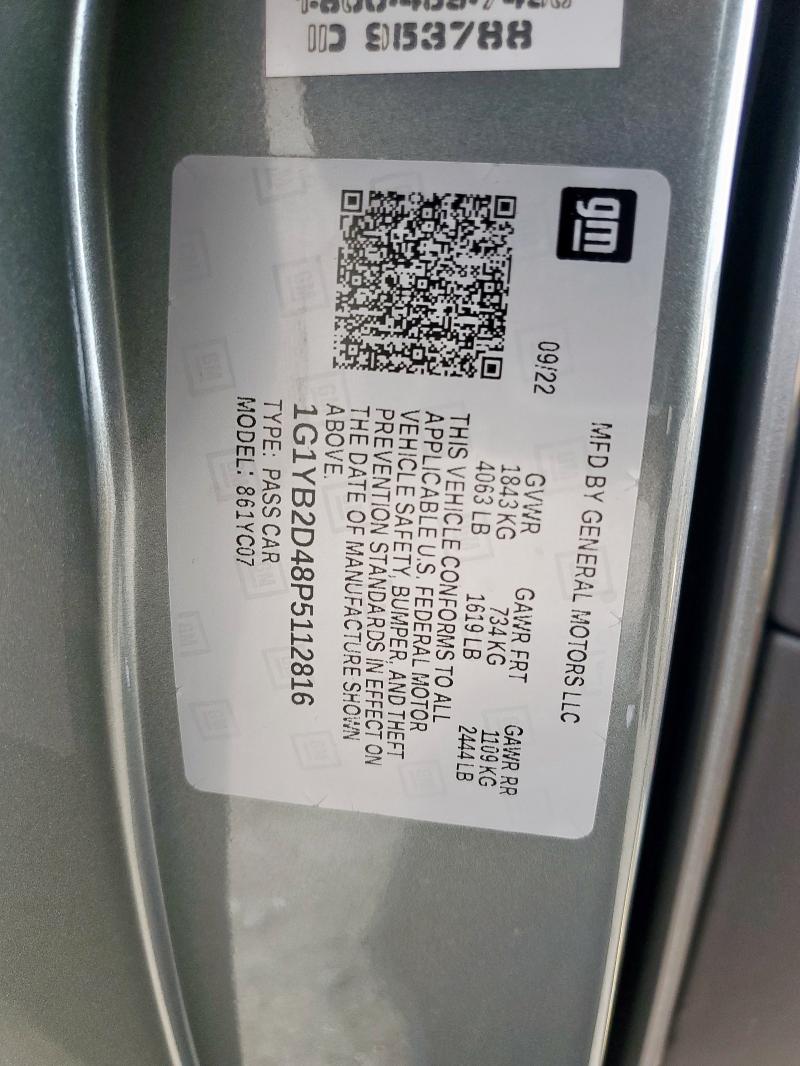 gm
09/22
MFD BY GENERAL MOTORS LLC
GVWR GAWR FRT GAWR RR
1843 KG 734 KG 1109 KG
4063 LB 1619 LB 2444 LB
THIS VEHICLE CONFORMS TO ALL
APPLICABLE U.S. FEDERAL MOTOR
VEHICLE SAFETY, BUMPER, AND THEFT
PREVENTION STANDARDS IN EFFECT ON
THE DATE OF MANUFACTURE SHOWN
ABOVE.
1G1YB2D48P5112816
TYPE: PASS CAR
MODEL: 861YC07